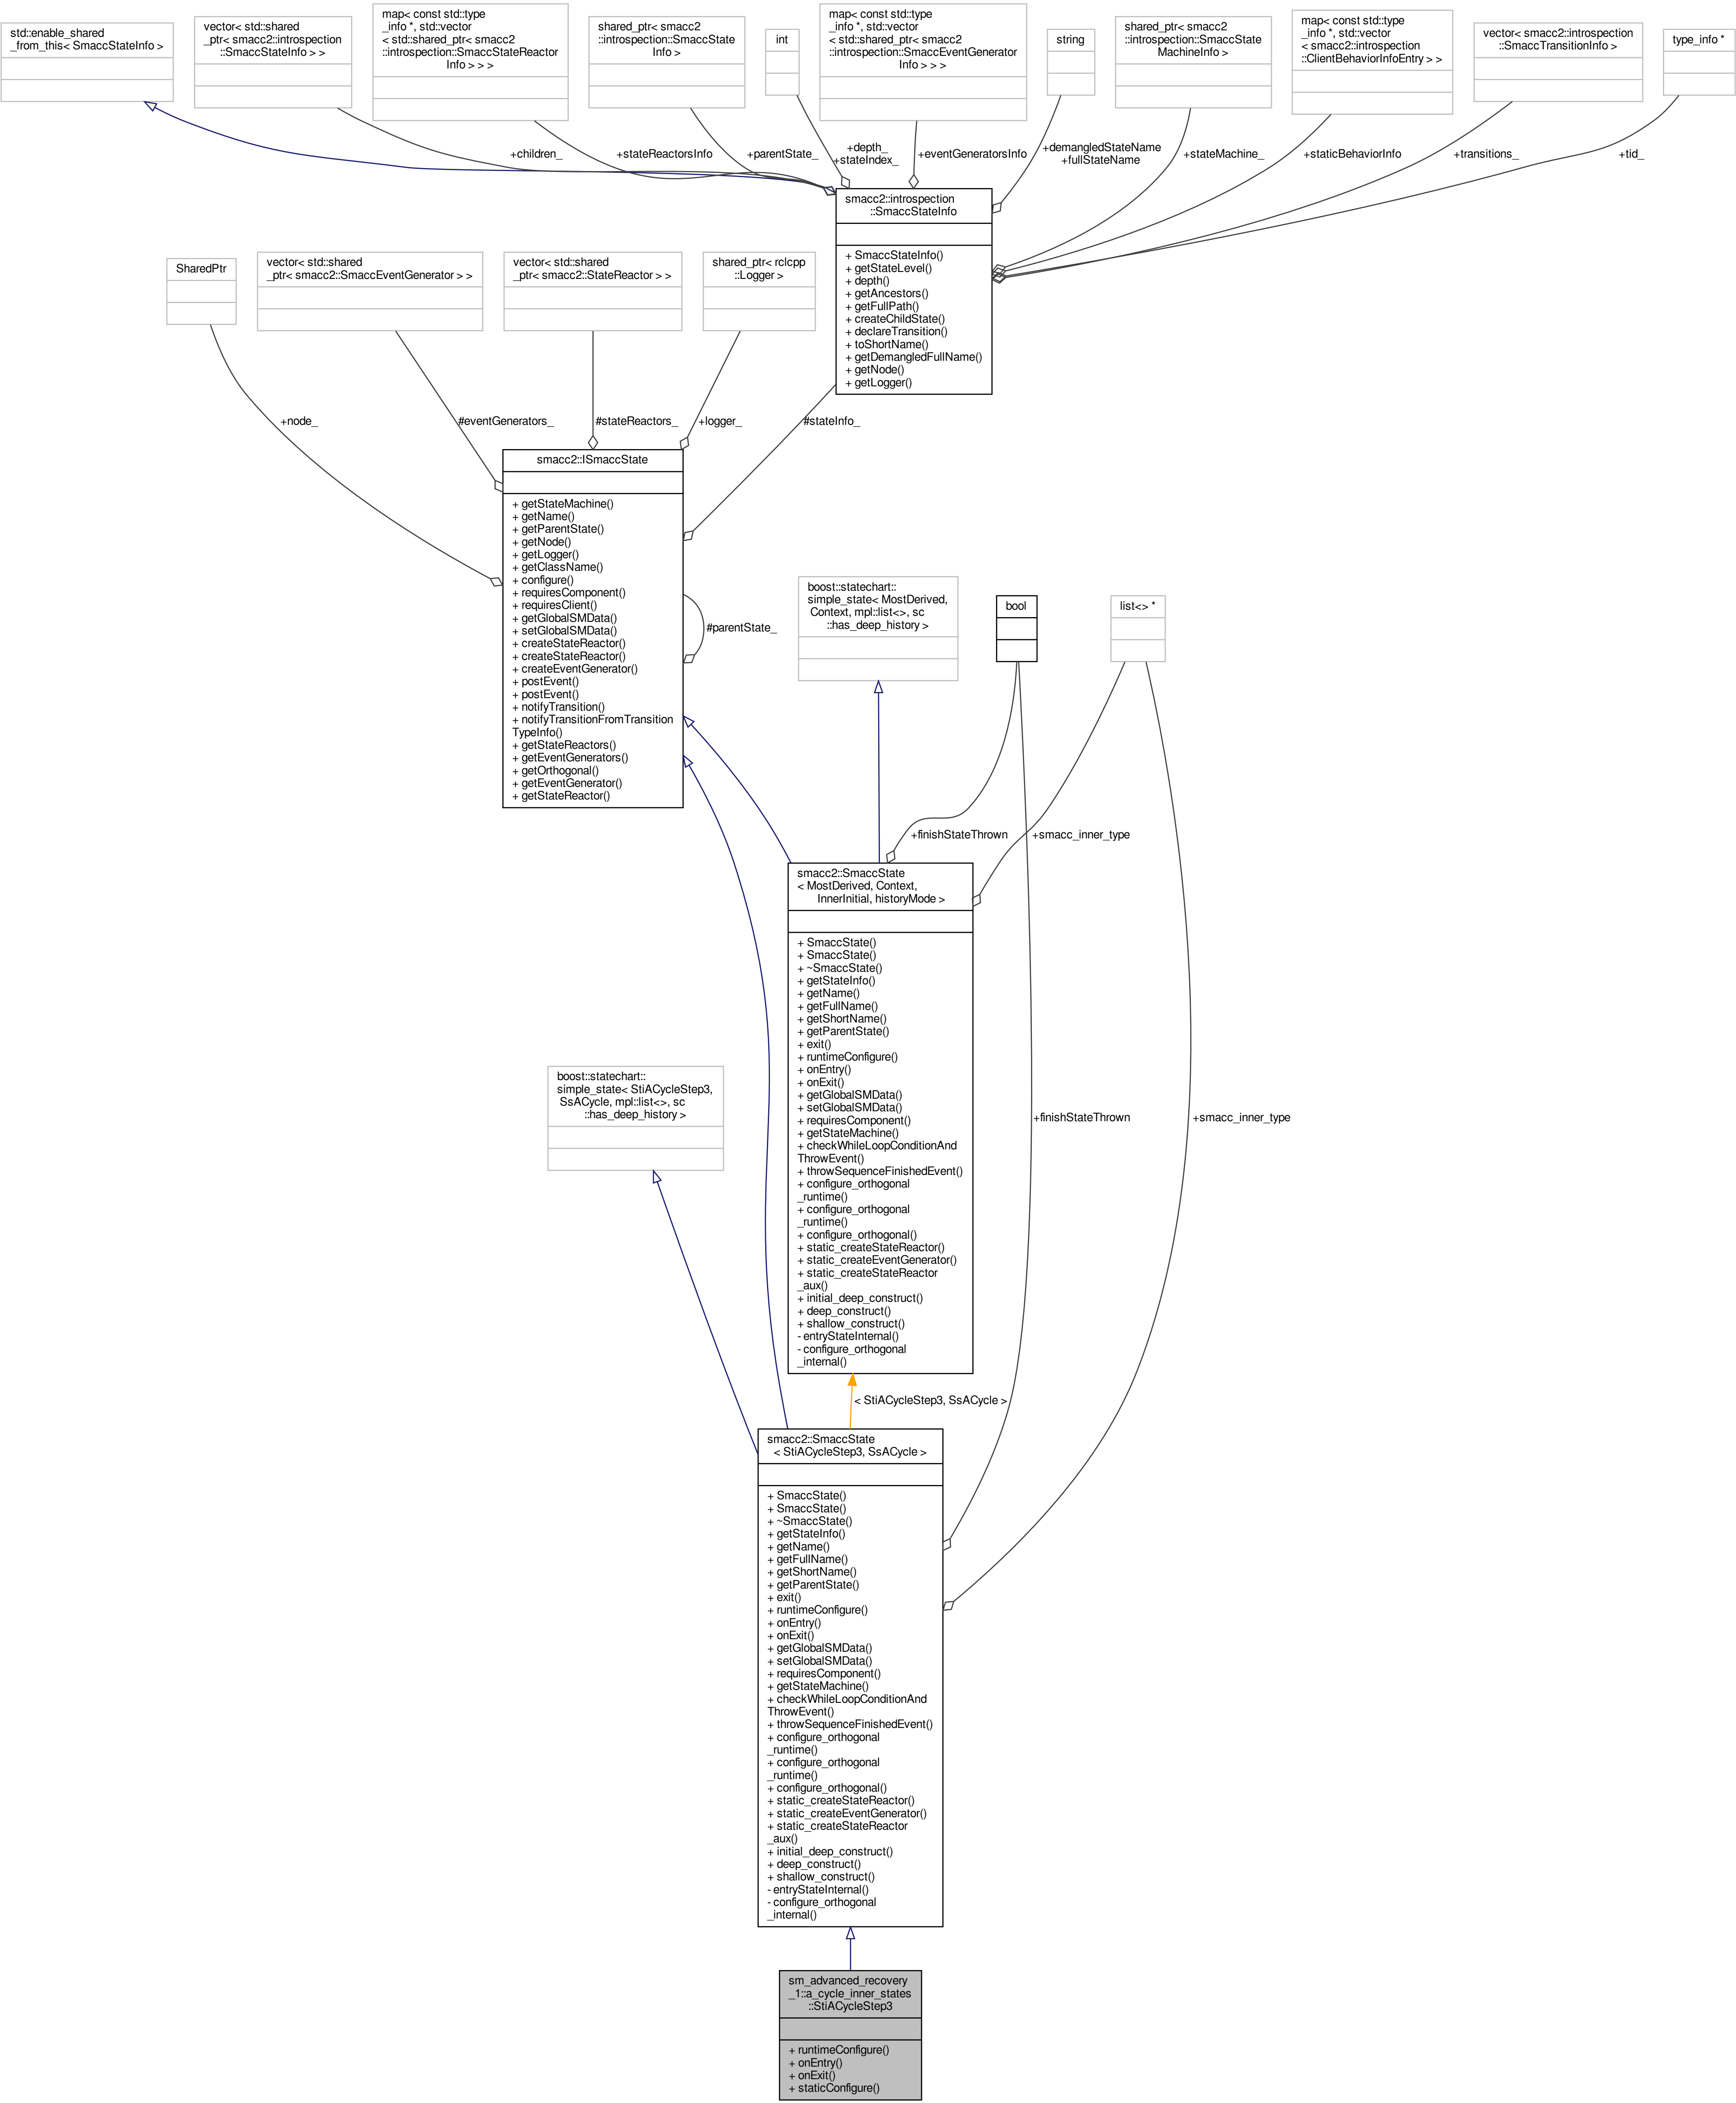 std::enable_shared
_from_this< SmaccStateInfo >
vector< std::shared
_ptr< smacc2::introspection
::SmaccStateInfo > >
map< const std::type
_info *, std::vector
< std::shared_ptr< smacc2
::introspection::SmaccStateReactor
Info > > >
shared_ptr< smacc2
::introspection::SmaccState
Info >
int
map< const std::type
_info *, std::vector
< std::shared_ptr< smacc2
::introspection::SmaccEventGenerator
Info > > >
string
shared_ptr< smacc2
::introspection::SmaccState
MachineInfo >
map< const std::type
_info *, std::vector
< smacc2::introspection
::ClientBehaviorInfoEntry > >
vector< smacc2::introspection
::SmaccTransitionInfo >
type_info *
+children_
+stateReactorsInfo
+parentState_
+depth_
+stateIndex_
+eventGeneratorsInfo
+demangledStateName
+fullStateName
+stateMachine_
+staticBehaviorInfo
+transitions_
+tid_
smacc2::introspection
::SmaccStateInfo
+ SmaccStateInfo()
+ getStateLevel()
+ depth()
+ getAncestors()
+ getFullPath()
+ createChildState()
+ declareTransition()
+ toShortName()
+ getDemangledFullName()
+ getNode()
+ getLogger()
SharedPtr
vector< std::shared
_ptr< smacc2::SmaccEventGenerator > >
vector< std::shared
_ptr< smacc2::StateReactor > >
shared_ptr< rclcpp
::Logger >
+node_
#eventGenerators_
#stateReactors_
+logger_
#stateInfo_
smacc2::ISmaccState
+ getStateMachine()
+ getName()
+ getParentState()
+ getNode()
+ getLogger()
+ getClassName()
+ configure()
+ requiresComponent()
+ requiresClient()
+ getGlobalSMData()
+ setGlobalSMData()
+ createStateReactor()
+ createStateReactor()
+ createEventGenerator()
+ postEvent()
+ postEvent()
+ notifyTransition()
+ notifyTransitionFromTransition
TypeInfo()
+ getStateReactors()
+ getEventGenerators()
+ getOrthogonal()
+ getEventGenerator()
+ getStateReactor()
#parentState_
boost::statechart::
simple_state< MostDerived,
Context, mpl::list<>, sc
::has_deep_history >
bool
list<> *
+finishStateThrown
+smacc_inner_type
smacc2::SmaccState
< MostDerived, Context,
InnerInitial, historyMode >
+ SmaccState()
+ SmaccState()
+ ~SmaccState()
+ getStateInfo()
+ getName()
+ getFullName()
+ getShortName()
+ getParentState()
+ exit()
+ runtimeConfigure()
+ onEntry()
+ onExit()
+ getGlobalSMData()
+ setGlobalSMData()
+ requiresComponent()
+ getStateMachine()
+ checkWhileLoopConditionAnd
ThrowEvent()
+ throwSequenceFinishedEvent()
+ configure_orthogonal
_runtime()
+ configure_orthogonal
_runtime()
+ configure_orthogonal()
+ static_createStateReactor()
+ static_createEventGenerator()
+ static_createStateReactor
_aux()
+ initial_deep_construct()
+ deep_construct()
+ shallow_construct()
- entryStateInternal()
- configure_orthogonal
_internal()
boost::statechart::
simple_state< StiACycleStep3,
SsACycle, mpl::list<>, sc
::has_deep_history >
+finishStateThrown
+smacc_inner_type
< StiACycleStep3, SsACycle >
smacc2::SmaccState
< StiACycleStep3, SsACycle >
+ SmaccState()
+ SmaccState()
+ ~SmaccState()
+ getStateInfo()
+ getName()
+ getFullName()
+ getShortName()
+ getParentState()
+ exit()
+ runtimeConfigure()
+ onEntry()
+ onExit()
+ getGlobalSMData()
+ setGlobalSMData()
+ requiresComponent()
+ getStateMachine()
+ checkWhileLoopConditionAnd
ThrowEvent()
+ throwSequenceFinishedEvent()
+ configure_orthogonal
_runtime()
+ configure_orthogonal
_runtime()
+ configure_orthogonal()
+ static_createStateReactor()
+ static_createEventGenerator()
+ static_createStateReactor
_aux()
+ initial_deep_construct()
+ deep_construct()
+ shallow_construct()
- entryStateInternal()
- configure_orthogonal
_internal()
sm_advanced_recovery
_1::a_cycle_inner_states
::StiACycleStep3
+ runtimeConfigure()
+ onEntry()
+ onExit()
+ staticConfigure()